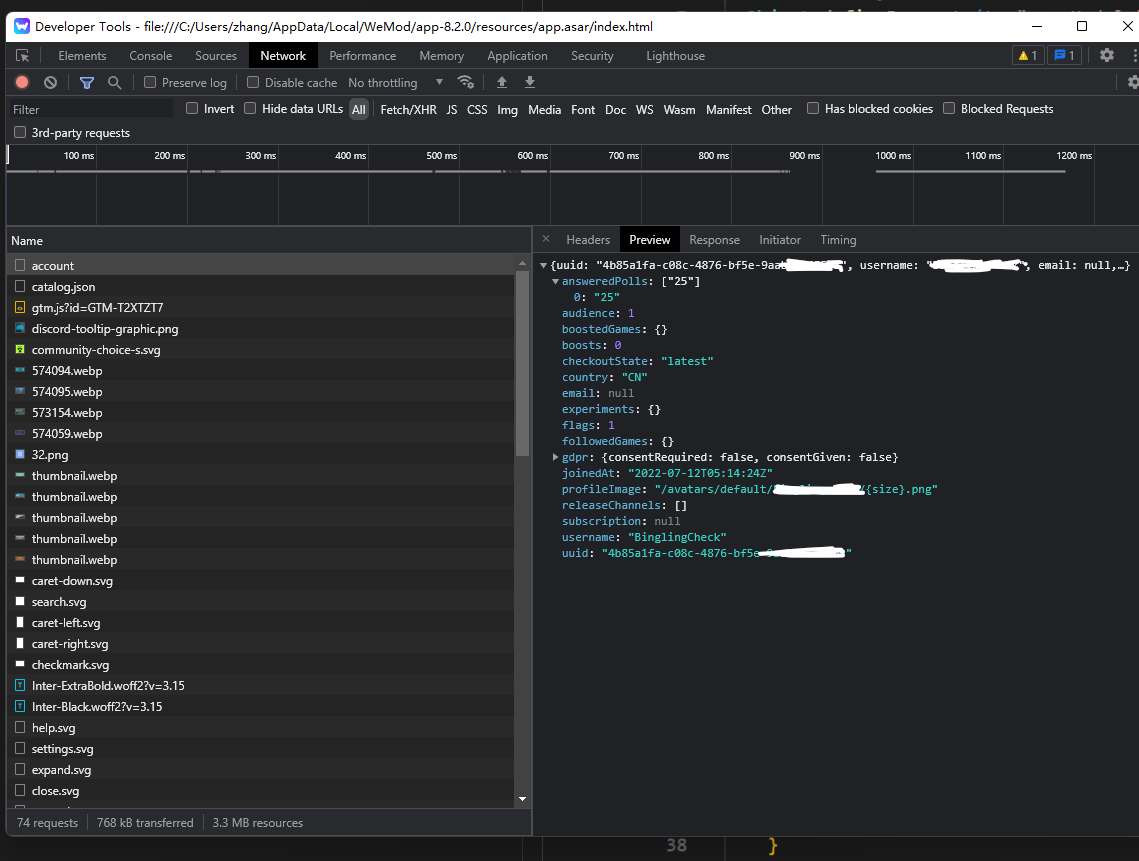 Developer Tools - file:///C:/Users/zhang/AppData/Local/WeMod/app-8.2.0/resources/app.asar/index.html
Elements Console Sources Network Performance Memory Application Security Lighthouse 1 1
Preserve log Disable cache No throttling
Filter Invert Hide data URLs All Fetch/XHR JS CSS Img Media Font Doc WS Wasm Manifest Other Has blocked cookies Blocked Requests
3rd-party requests
100 ms 200 ms 300 ms 400 ms 500 ms 600 ms 700 ms 800 ms 900 ms 1000 ms 1100 ms 1200 ms
Name
account
catalog.json
gtm.js?id=GTM-T2XTZT7
discord-tooltip-graphic.png
community-choice-s.svg
574094.webp
574095.webp
573154.webp
574059.webp
32.png
thumbnail.webp
thumbnail.webp
thumbnail.webp
thumbnail.webp
thumbnail.webp
caret-down.svg
search.svg
caret-left.svg
caret-right.svg
checkmark.svg
Inter-ExtraBold.woff2?v=3.15
Inter-Black.woff2?v=3.15
help.svg
settings.svg
expand.svg
close.svg
74 requests 768 kB transferred 3.3 MB resources
× Headers Preview Response Initiator Timing
{uuid: "4b85a1fa-c08c-4876-bf5e-9aa ", username: " ", email: null,…}
answeredPolls: ["25"]
0: "25"
audience: 1
boostedGames: {}
boosts: 0
checkoutState: "latest"
country: "CN"
email: null
experiments: {}
flags: 1
followedGames: {}
gdpr: {consentRequired: false, consentGiven: false}
joinedAt: "2022-07-12T05:14:24Z"
profileImage: "/avatars/default/ /{size}.png"
releaseChannels: []
subscription: null
username: "BinglingCheck"
uuid: "4b85a1fa-c08c-4876-bf5e- "
38 }